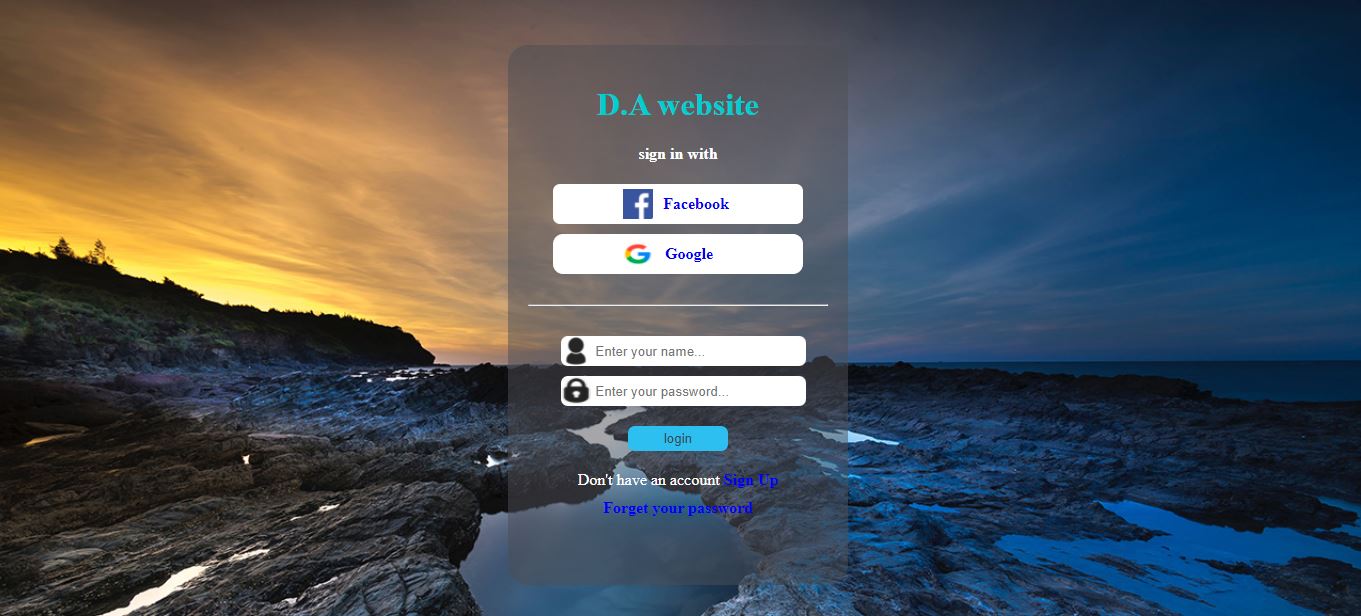 D.A website
sign in with
Facebook
Google
Enter your name...
Enter your password...
login
Don't have an account Sign Up
Forget your password